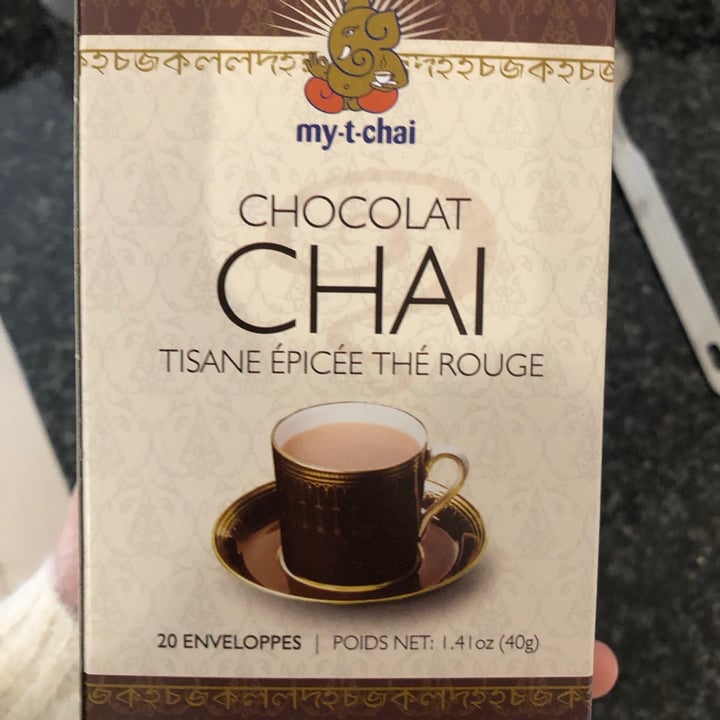 my·t·chai
CHOCOLAT
CHAI
TISANE ÉPICÉE THÉ ROUGE
20 ENVELOPPES | POIDS NET: 1.41oz (40g)